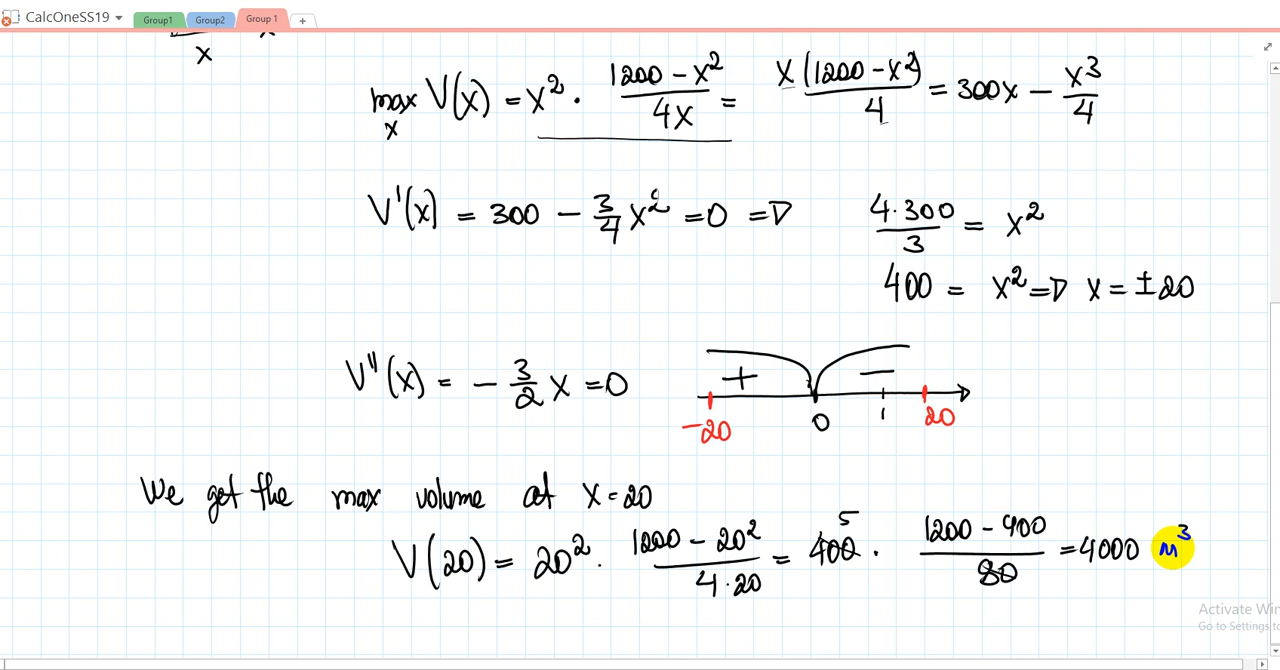 CalcOneSS19 Group1 Group2 Group 1 +
x
max V(x) = x² · (1200 - x²)/(4x) = x(1200 - x²)/4 = 300x - x³/4
x
V'(x) = 300 - 3/4 x² = 0 => 4·300/3 = x²
400 = x² => x = ±20
V''(x) = - 3/2 x = 0 + −
-20 0 1 20
We get the max volume at x = 20
V(20) = 20² · (1200 - 20²)/(4·20) = 400 5 · (1200 - 400)/80 = 4000 m³
Activate Win
Go to Settings to